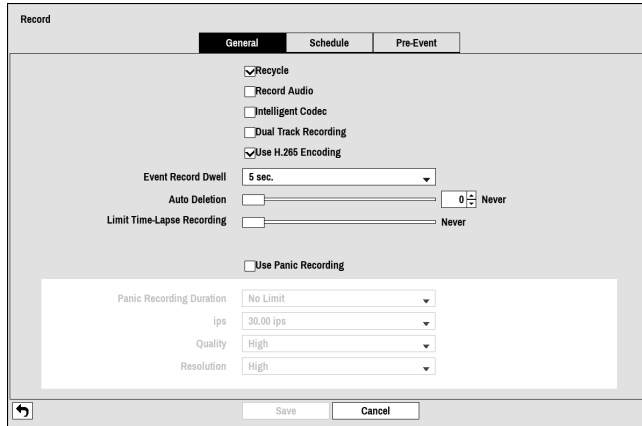 Record
General Schedule Pre-Event
Recycle
Record Audio
Intelligent Codec
Dual Track Recording
Use H.265 Encoding
Event Record Dwell 5 sec.
Auto Deletion 0 Never
Limit Time-Lapse Recording Never
Use Panic Recording
Panic Recording Duration No Limit
ips 30.00 ips
Quality High
Resolution High
Save Cancel